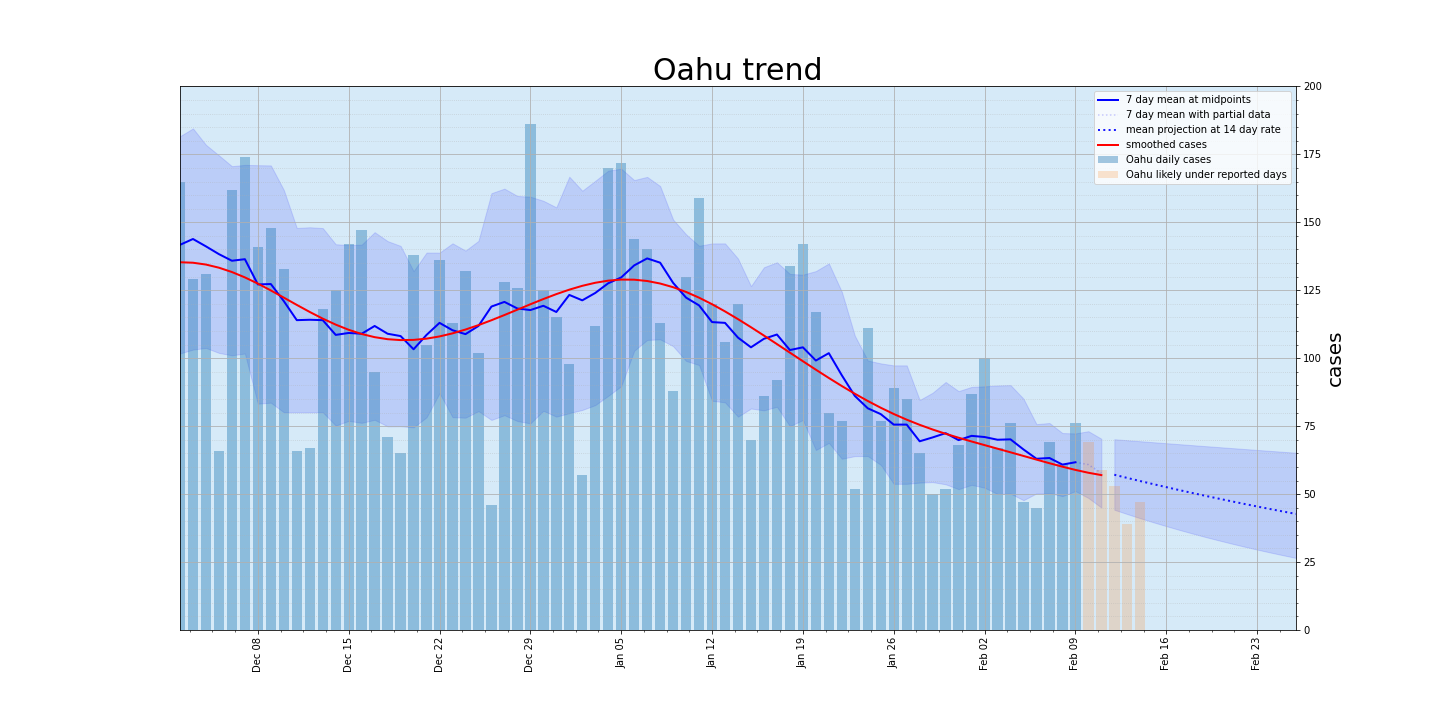 Oahu trend
7 day mean at midpoints
7 day mean with partial data
mean projection at 14 day rate
smoothed cases
Oahu daily cases
Oahu likely under reported days
200
175
150
125
100
75
50
25
0
cases
Dec 08
Dec 15
Dec 22
Dec 29
Jan 05
Jan 12
Jan 19
Jan 26
Feb 02
Feb 09
Feb 16
Feb 23